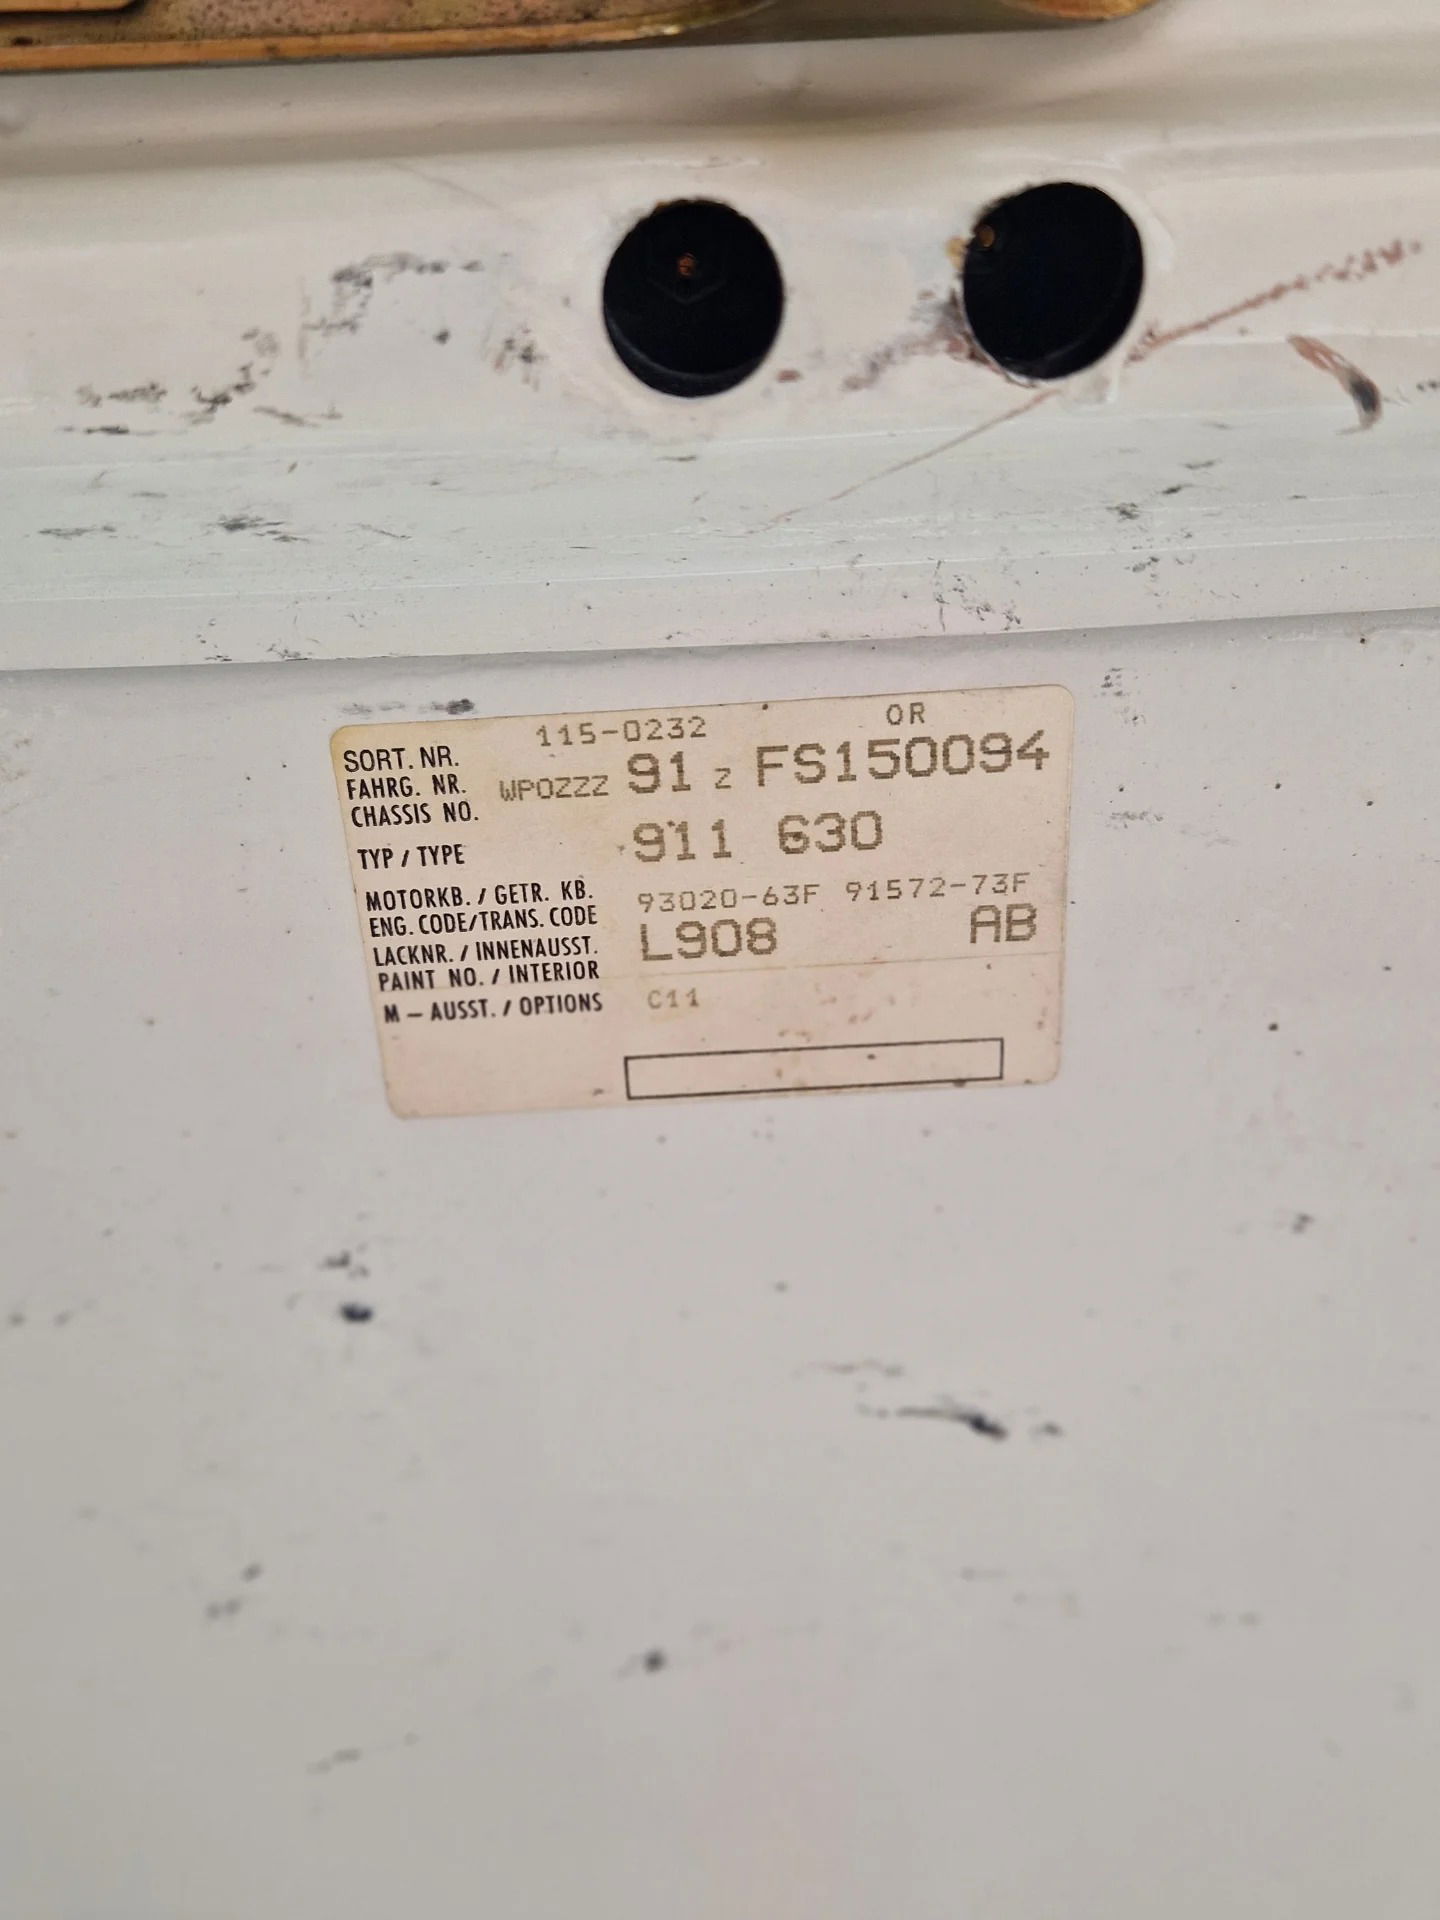 115-0232 OR
SORT. NR.
FAHRG. NR. WP0ZZZ 91 Z FS150094
CHASSIS NO.
TYP / TYPE 911 630
MOTORKB. / GETR. KB. 93020-63F 91572-73F
ENG. CODE/TRANS. CODE
LACKNR. / INNENAUSST. L908 AB
PAINT NO. / INTERIOR
M – AUSST. / OPTIONS C11